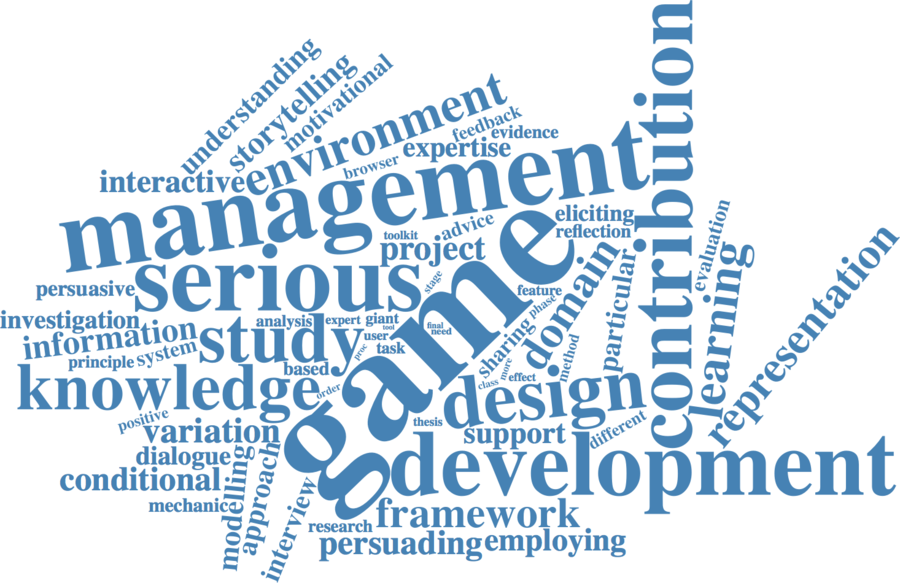 understanding
storytelling
motivational
environment
feedback
evidence
browser
expertise
interactive
management
contribution
eliciting
reflection
advice
toolkit
project
game
serious
persuasive
stage
feature
phase
domain
particular
evaluation
learning
representation
investigation
information
analysis
expert
giant
tool
final
need
user
task
study
proc
principle
system
based
sharing
method
more
class
effect
knowledge
order
design
positive
variation
thesis
support
different
dialogue
development
conditional
modelling
approach
mechanic
interview
research
framework
persuading
employing